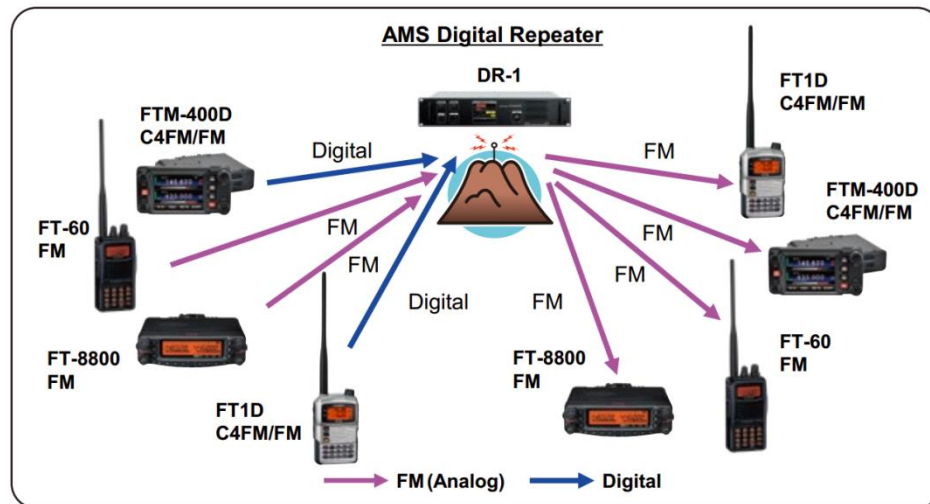 AMS Digital Repeater
DR-1
FT1D
C4FM/FM
FTM-400D
C4FM/FM
Digital
FM
FTM-400D
C4FM/FM
FT-60
FM
FM
FM
FM
FM
Digital
FM
FT-8800
FM
FT-8800
FM
FT-60
FM
FT1D
C4FM/FM
FM (Analog)
Digital